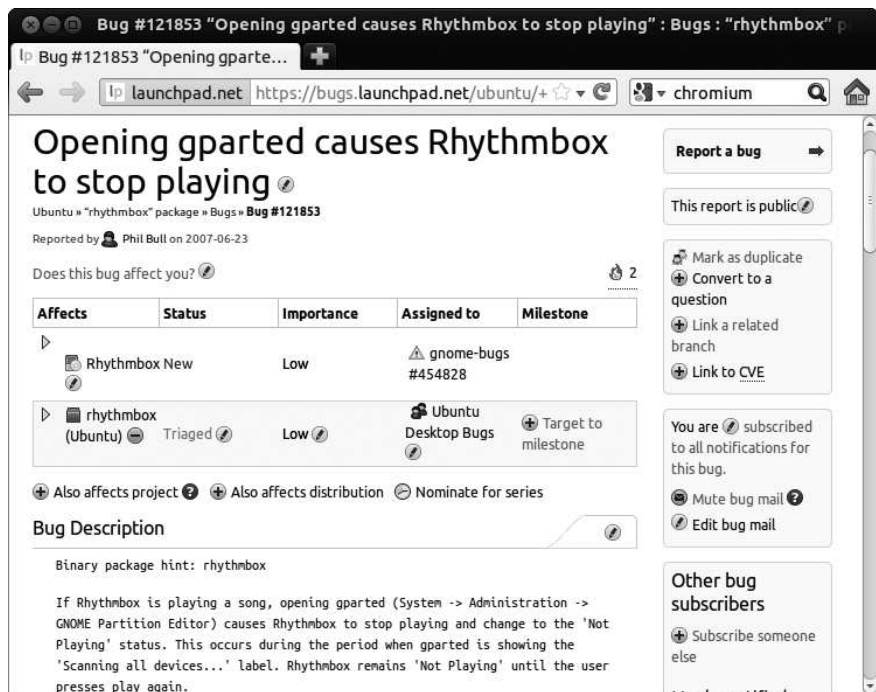 Bug #121853 “Opening gparted causes Rhythmbox to stop playing” : Bugs : “rhythmbox” p
lp Bug #121853 “Opening gparte...
lp launchpad.net https://bugs.launchpad.net/ubuntu/+ chromium
Opening gparted causes Rhythmbox
to stop playing
Ubuntu » “rhythmbox” package » Bugs » Bug #121853
Reported by Phil Bull on 2007-06-23
Does this bug affect you? 2
Affects Status Importance Assigned to Milestone
Rhythmbox New Low gnome-bugs
#454828
rhythmbox
(Ubuntu) Triaged Low Ubuntu
Desktop Bugs Target to
milestone
Also affects project ? Also affects distribution Nominate for series
Bug Description
Binary package hint: rhythmbox
If Rhythmbox is playing a song, opening gparted (System -> Administration ->
GNOME Partition Editor) causes Rhythmbox to stop playing and change to the 'Not
Playing' status. This occurs during the period when gparted is showing the
'Scanning all devices...' label. Rhythmbox remains 'Not Playing' until the user
presses play again.
Report a bug
This report is public
Mark as duplicate
Convert to a
question
Link a related
branch
Link to CVE
You are subscribed
to all notifications for
this bug.
Mute bug mail ?
Edit bug mail
Other bug
subscribers
Subscribe someone
else